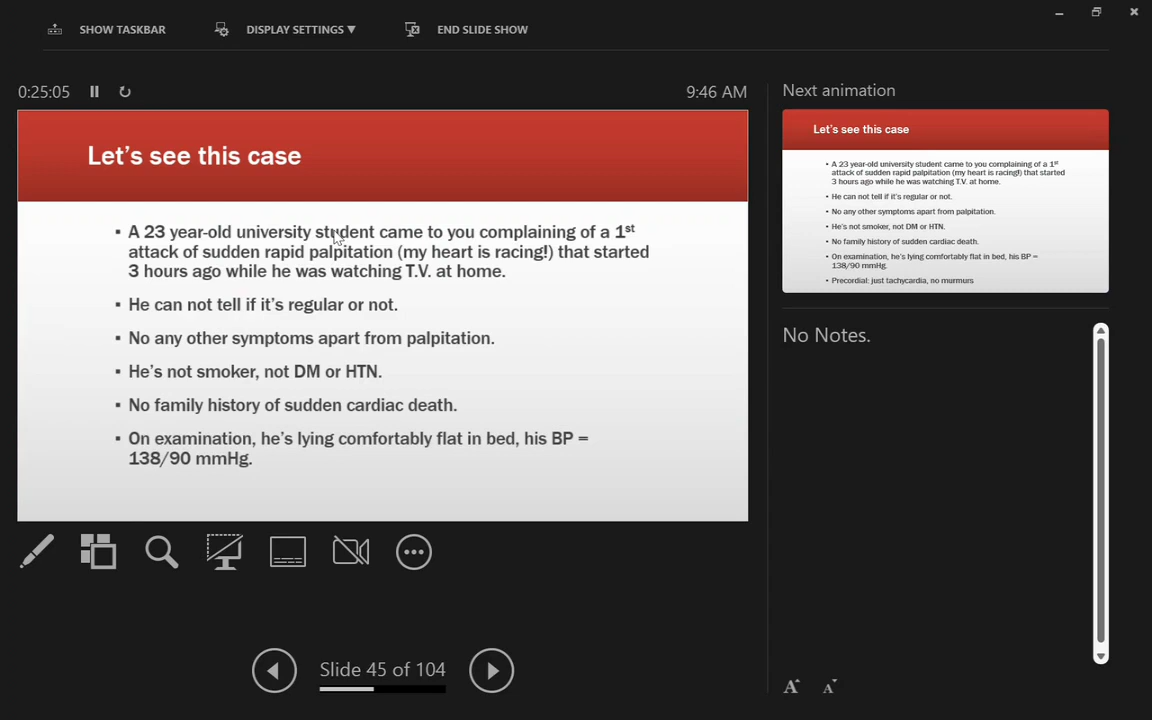 SHOW TASKBAR
DISPLAY SETTINGS ▼
END SLIDE SHOW
0:25:05
9:46 AM
Let's see this case
▪ A 23 year-old university student came to you complaining of a 1st
attack of sudden rapid palpitation (my heart is racing!) that started
3 hours ago while he was watching T.V. at home.
▪ He can not tell if it's regular or not.
▪ No any other symptoms apart from palpitation.
▪ He's not smoker, not DM or HTN.
▪ No family history of sudden cardiac death.
▪ On examination, he's lying comfortably flat in bed, his BP =
138/90 mmHg.
Slide 45 of 104
Next animation
Let's see this case
▪ A 23 year-old university student came to you complaining of a 1st
attack of sudden rapid palpitation (my heart is racing!) that started
3 hours ago while he was watching T.V. at home.
▪ He can not tell if it's regular or not.
▪ No any other symptoms apart from palpitation.
▪ He's not smoker, not DM or HTN.
▪ No family history of sudden cardiac death.
▪ On examination, he's lying comfortably flat in bed, his BP =
138/90 mmHg.
▪ Precordial: just tachycardia, no murmurs
No Notes.
A A